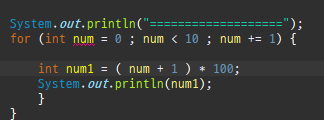 System.out.println("===================");
for (int num = 0 ; num < 10 ; num += 1) {
int num1 = ( num + 1 ) * 100;
System.out.println(num1);
}
}